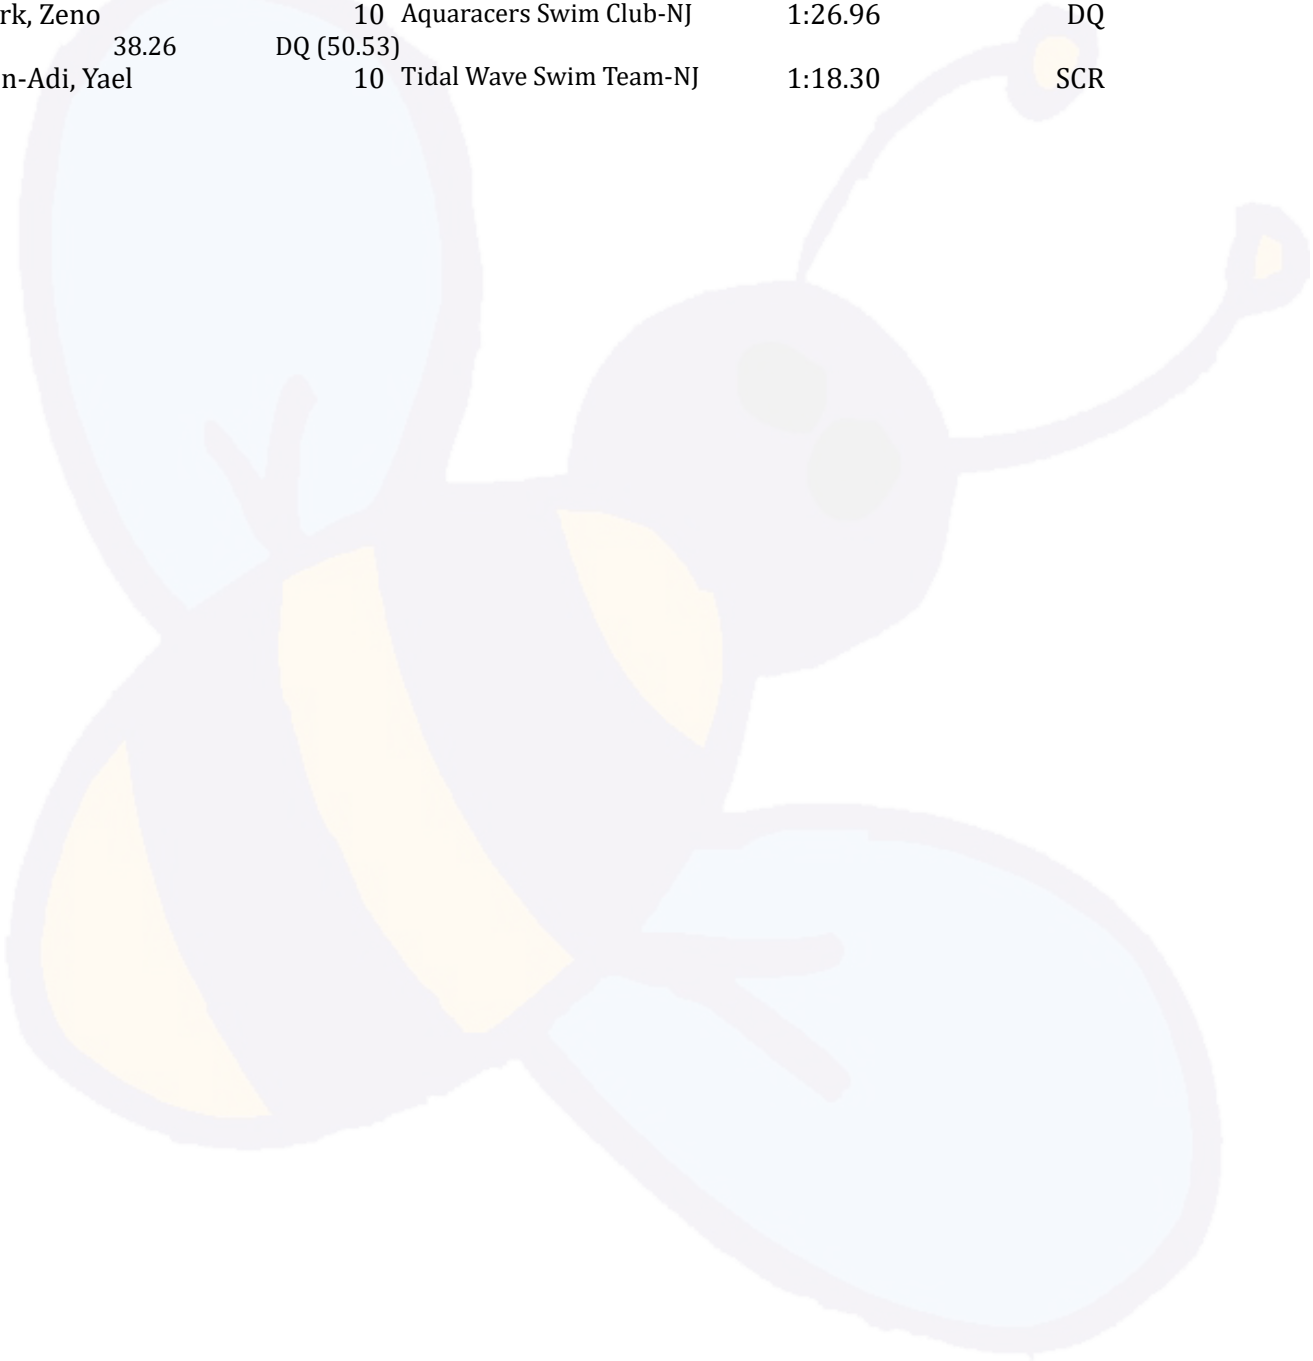 rk, Zeno 10 Aquaracers Swim Club-NJ 1:26.96 DQ
38.26 DQ (50.53)
n-Adi, Yael 10 Tidal Wave Swim Team-NJ 1:18.30 SCR